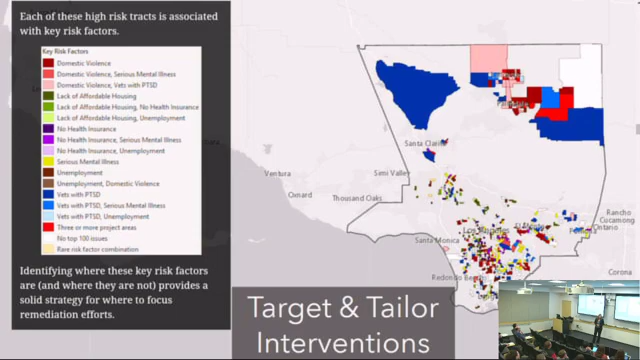 Each of these high risk tracts is associated
with key risk factors.
Key Risk Factors
Domestic Violence
Domestic Violence, Serious Mental Illness
Domestic Violence, Vets with PTSD
Lack of Affordable Housing
Lack of Affordable Housing, No Health Insurance
Lack of Affordable Housing, Unemployment
No Health Insurance
No Health Insurance, Serious Mental Illness
No Health Insurance, Unemployment
Serious Mental Illness
Unemployment
Unemployment, Domestic Violence
Vets with PTSD
Vets with PTSD, Serious Mental Illness
Vets with PTSD, Unemployment
Three or more project areas
No top 100 issues
Rare risk factor combination
Identifying where these key risk factors
are (and where they are not) provides a
solid strategy for where to focus
remediation efforts.
Palmdale
Santa Clarita
Simi Valley
Ventura
Oxnard
Thousand Oaks
Los Angeles
El Monte
Santa Monica
Rancho
Cucamonga
Ontario
Redondo Beach
Corona
Target & Tailor
Interventions